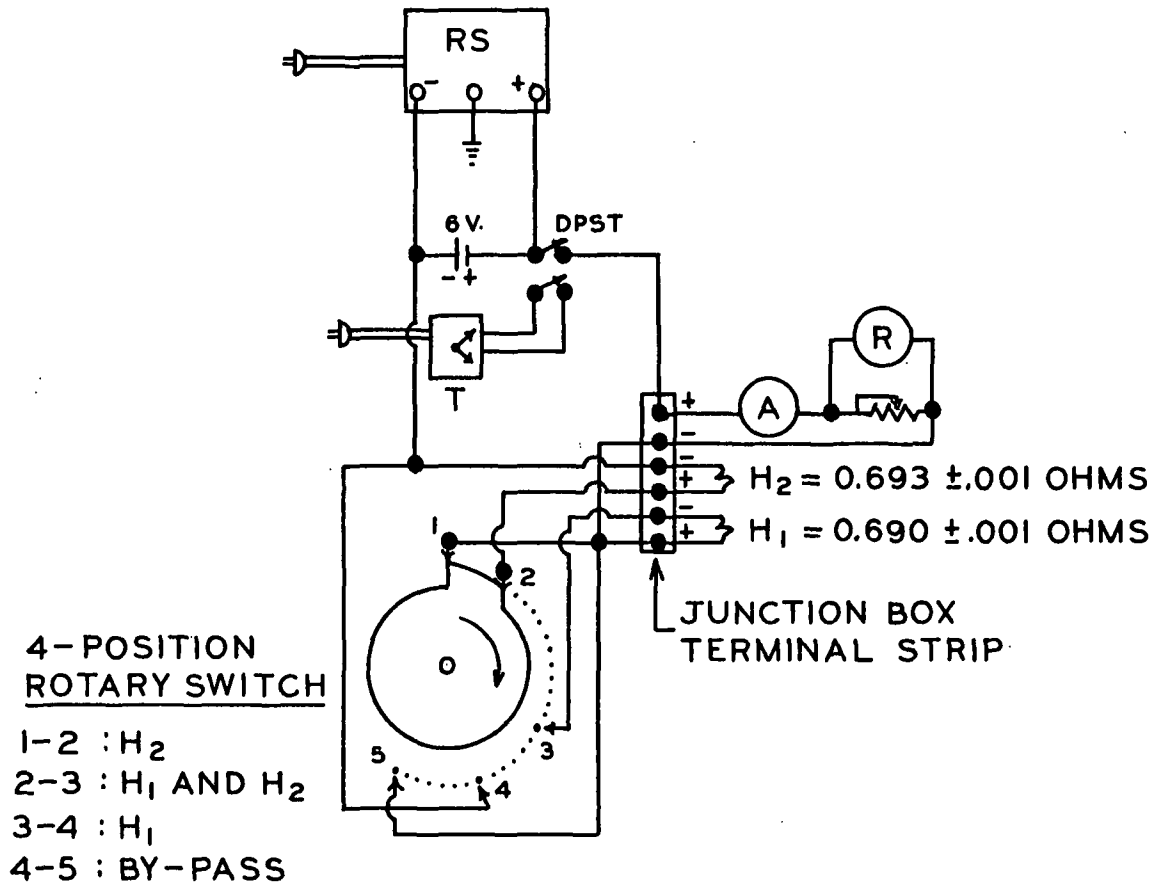 RS
- +
6 V. DPST
- +
T
R
A
+
-
-
+
-
+
H2 = 0.693 ±.001 OHMS
H1 = 0.690 ±.001 OHMS
1
2
3
4
5
JUNCTION BOX
TERMINAL STRIP
4-POSITION
ROTARY SWITCH
1-2 : H2
2-3 : H1 AND H2
3-4 : H1
4-5 : BY-PASS